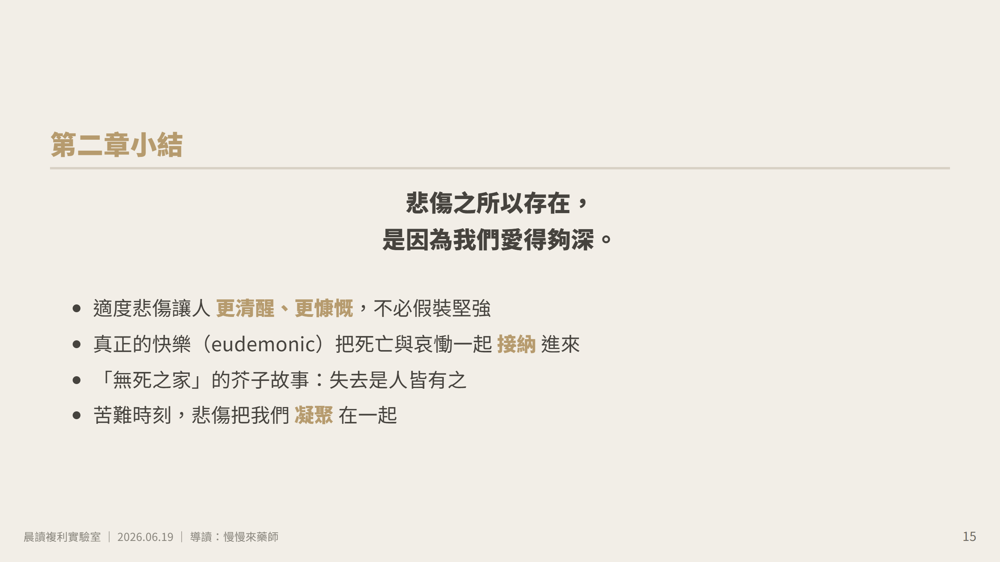 第二章小結
悲傷之所以存在，
是因為我們愛得夠深。
• 適度悲傷讓人 更清醒、更慷慨，不必假裝堅強
• 真正的快樂（eudemonic）把死亡與哀慟一起 接納 進來
• 「無死之家」的芥子故事：失去是人皆有之
• 苦難時刻，悲傷把我們 凝聚 在一起
晨讀複利實驗室｜2026.06.19｜導讀：慢慢來藥師
15